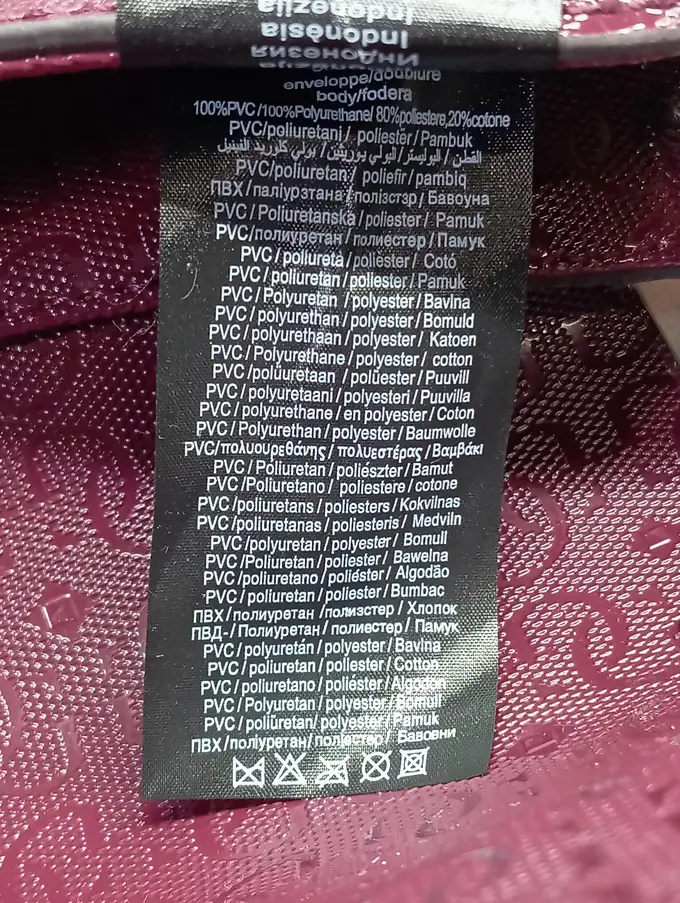 Indonezija
Indonésia
Indonēsia
Индонезия
enveloppe/doublure
body/fodera
100%PVC/100%Polyurethane/ 80%poliestere,20%cotone
PVC/poliuretani/ poliestër/Pambuk
القطن/ البوليستر/البولي يوريثين/ بولي كلوريد الفينيل
PVC/poliuretan/ poliefir/pambiq
ПВХ/паліурэтана/поліэстэр/ Бавоуна
PVC/ Poliuretanska/poliester/ Pamuk
PVC/полиуретан/полиестер/Памук
PVC/poliuretà/poliester/ Cotó
PVC/ poliuretan/poliester/ Pamuk
PVC/ Polyuretan/ polyester/ Bavlna
PVC/ polyurethan/ polyester/ Bomuld
PVC/ polyurethaan/ polyester/ Katoen
PVC/ Polyurethane/polyester/ cotton
PVC/ polüuretaan /polüester/ Puuvill
PVC/ polyuretaani/ polyesteri/ Puuvilla
PVC/ polyurethane/en polyester/ Coton
PVC/ Polyurethan/ polyester/ Baumwolle
PVC/πολυουρεθάνης/ πολυεστέρας/Βαμβάκι
PVC/ Poliuretan/ poliészter/ Bamut
PVC/Poliuretano/ poliestere/cotone
PVC/poliuretāns/ poliesters/ Kokvilnas
PVC/poliuretanas/ poliesteris/ Medviln
PVC/polyuretan/ polyester/ Bomull
PVC/Poliuretan/ poliester/ Bawelna
PVC/poliuretano/ poliéster/ Algodão
PVC/ poliuretan/ poliester/ Bumbac
ПВХ/полиуретан/ полиэстер/ Хлопок
ПВД-/Полиуретан/ полиестер/ Памук
PVC/ polyuretán/ polyester/ Bavlna
PVC/ poliuretan/ poliester/ Cotton
PVC/ poliuretano/ poliéster/ Algodón
PVC/ Polyuretan/ polyester/ Bomull
PVC/ poliüretan/ polyester/ Pamuk
ПВХ/поліуретан/поліестер/ Бавовни